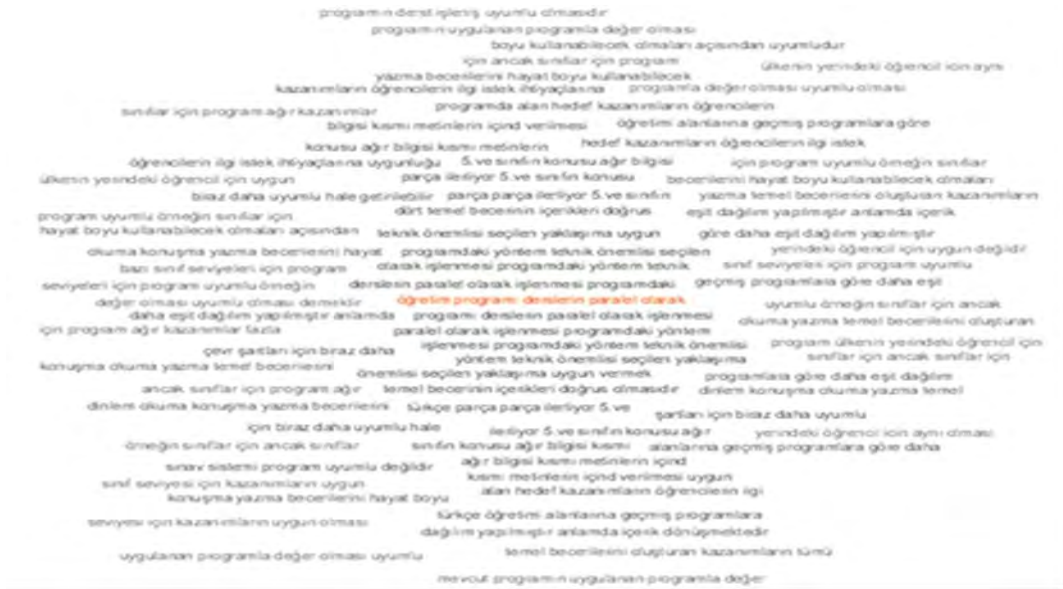 programın dersti işleniş uyumlu olmasıdır
programın uygulanan programla değer olması
boyu kullanabilecek olmaları açısından uyumludur
için ancak sınıflar için program
ülkenin yerindeki öğrencil için aynı
yazma becerilerini hayat boyu kullanabilecek
kazanımların öğrencilerin ilgi istek ihtiyaçlarına
programla değer olması uyumlu olması
programda alan hedef kazanımların öğrencilerin
sınıflar için program ağır kazanımlar
bilgisi kısmı metinlerin içind verilmesi
öğretimi alanlarına geçmiş programlara göre
konusu ağır bilgisi kısmı metinlerin
hedef kazanımların öğrencilerin ilgi istek
öğrencilerin ilgi istek ihtiyaçlarına uygunluğu
5. ve sınıfın konusu ağır bilgisi
için program uyumlu örneğin sınıflar
ülkenin yerindeki öğrencil için uygun
parça ilerliyor 5. ve sınıfın konusu
becerilerini hayat boyu kullanabilecek olmaları
biraz daha uyumlu hale getirilebilir
parça parça ilerliyor 5. ve sınıfın
yazma temel becerilerini oluşturan kazanımların
program uyumlu örneğin sınıflar için
dört temel becerinin içerikleri doğrus
eşit dağılım yapılmıştır anlamda içerik
hayat boyu kullanabilecek olmaları açısından
teknik önemlisi seçilen yaklaşıma uygun
göre daha eşit dağılım yapılmıştır
okuma konuşma yazma becerilerini hayat
programdaki yöntem teknik önemlisi seçilen
yerindeki öğrencil için uygun değildir
bazı sınıf seviyeleri için program
olarak işlenmesi programdaki yöntem teknik
sınıf seviyeleri için program uyumlu
seviyeleri için program uyumlu örneğin
derslerin paralel olarak işlenmesi programdaki
geçmiş programlara göre daha eşit
değer olması uyumlu olması demektir
öğretim programı derslerin paralel olarak
uyumlu örneğin sınıflar için ancak
daha eşit dağılım yapılmıştır anlamda
programı derslerin paralel olarak işlenmesi
okuma yazma temel becerilerini oluşturan
için program ağır kazanımlar fazla
paralel olarak işlenmesi programdaki yöntem
çevr şartları için biraz daha
işlenmesi programdaki yöntem teknik önemlisi
program ülkenin yerindeki öğrencil için
yöntem teknik önemlisi seçilen yaklaşıma
sınıflar için ancak sınıflar için
konuşma okuma yazma temel becerilerini
önemlisi seçilen yaklaşıma uygun vermek
programlara göre daha eşit dağılım
ancak sınıflar için program ağır
temel becerinin içerikleri doğrus olmasıdır
dinlem konuşma okuma yazma temel
dinlem okuma konuşma yazma becerilerini
türkçe parça parça ilerliyor 5. ve
şartları için biraz daha uyumlu
için biraz daha uyumlu hale
ilerliyor 5. ve sınıfın konusu ağır
yerindeki öğrencil için aynı olması
örneğin sınıflar için ancak sınıflar
sınıfın konusu ağır bilgisi kısmı
alanlarına geçmiş programlara göre daha
sınav sistemi program uyumlu değildir
ağır bilgisi kısmı metinlerin içind
sınıf seviyesi için kazanımların uygun
kısmı metinlerin içind verilmesi uygun
konuşma yazma becerilerini hayat boyu
alan hedef kazanımların öğrencilerin ilgi
seviyesi için kazanımların uygun olması
türkçe öğretimi alanlarına geçmiş programlara
dağılım yapılmıştır anlamda içerik dönüşmektedir
uygulanan programla değer olması uyumlu
temel becerilerini oluşturan kazanımların tümü
mevcut programın uygulanan programla değer